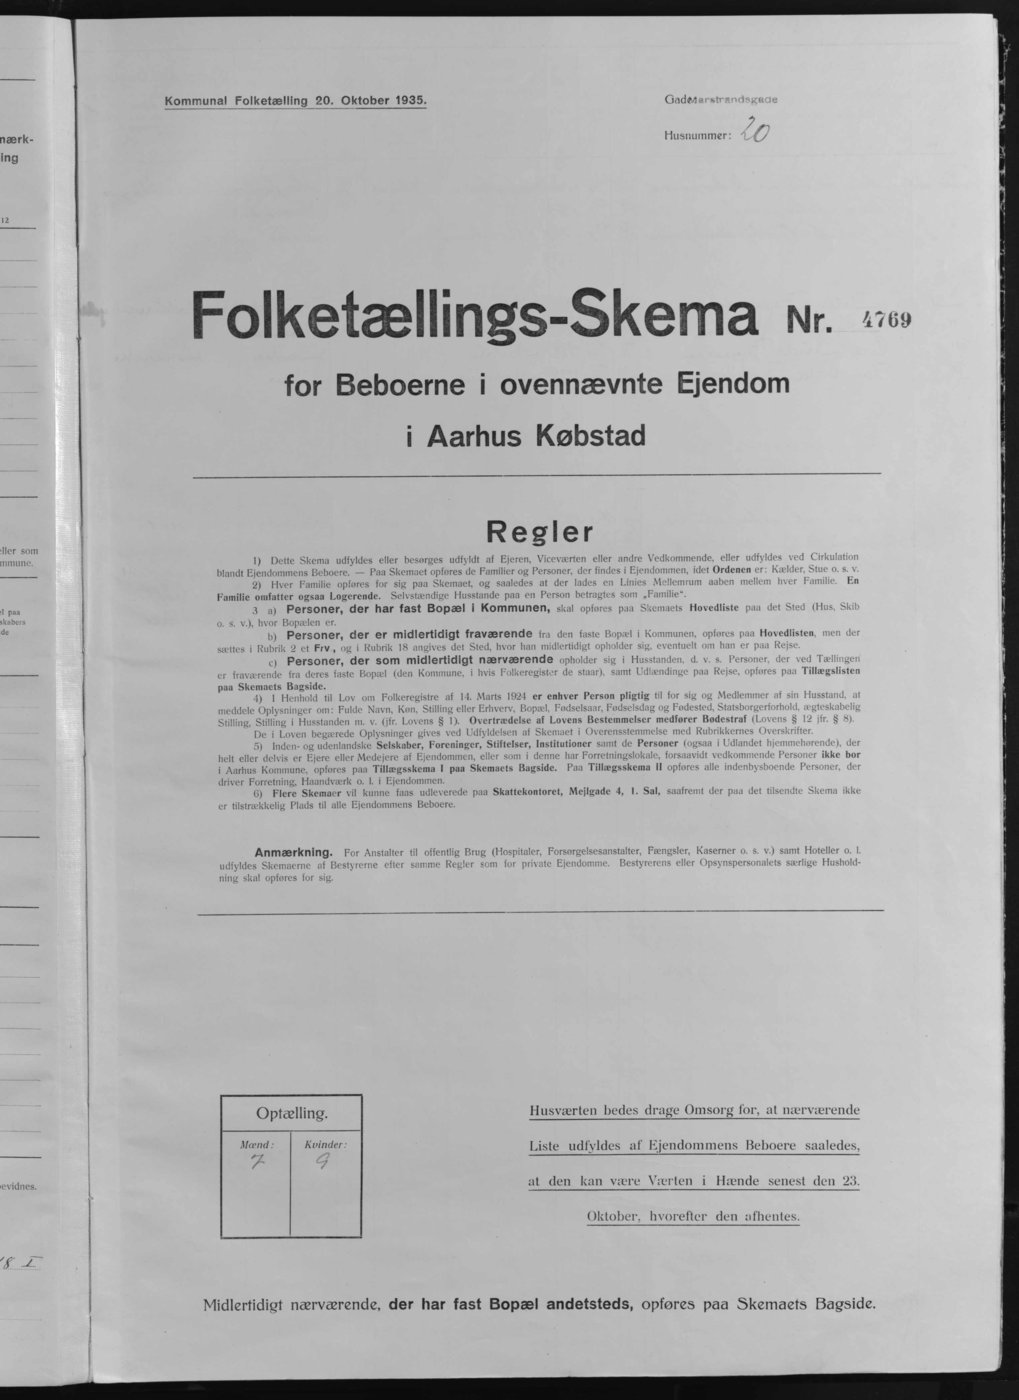 Kommunal Folketælling 20. Oktober 1935.
Gade Marstrandsgade
Husnummer: 20
Folketællings-Skema Nr. 4769
for Beboerne i ovennævnte Ejendom
i Aarhus Købstad
Regler
1) Dette Skema udfyldes eller besørges udfyldt af Ejeren, Viceværten eller andre Vedkommende, eller udfyldes ved Cirkulation
blandt Ejendommens Beboere. — Paa Skemaet opføres de Familier og Personer, der findes i Ejendommen, idet Ordenen er: Kælder, Stue o. s. v.
2) Hver Familie opføres for sig paa Skemaet, og saaledes at der lades en Linies Mellemrum aaben mellem hver Familie. En
Familie omfatter ogsaa Logerende. Selvstændige Husstande paa en Person betragtes som „Familie“.
3 a) Personer, der har fast Bopæl i Kommunen, skal opføres paa Skemaets Hovedliste paa det Sted (Hus, Skib
o. s. v.), hvor Bopælen er.
b) Personer, der er midlertidigt fraværende fra den faste Bopæl i Kommunen, opføres paa Hovedlisten, men der
sættes i Rubrik 2 et Frv., og i Rubrik 18 angives det Sted, hvor han midlertidigt opholder sig, eventuelt om han er paa Rejse.
c) Personer, der som midlertidigt nærværende opholder sig i Husstanden, d. v. s. Personer, der ved Tællingen
er fraværende fra deres faste Bopæl (den Kommune, i hvis Folkeregister de staar), samt Udlændinge paa Rejse, opføres paa Tillægslisten
paa Skemaets Bagside.
4) I Henhold til Lov om Folkeregistre af 14. Marts 1924 er enhver Person pligtig til for sig og Medlemmer af sin Husstand, at
meddele Oplysninger om: Fulde Navn, Køn, Stilling eller Erhverv, Bopæl, Fødselsaar, Fødselsdag og Fødested, Statsborgerforhold, ægteskabelig
Stilling, Stilling i Husstanden m. v. (jfr. Lovens § 1). Overtrædelse af Lovens Bestemmelser medfører Bødestraf (Lovens § 12 jfr. § 8).
De i Loven begærede Oplysninger gives ved Udfyldelsen af Skemaet i Overensstemmelse med Rubrikkernes Overskrifter.
5) Inden- og udenlandske Selskaber, Foreninger, Stiftelser, Institutioner samt de Personer (ogsaa i Udlandet hjemmehørende), der
helt eller delvis er Ejere eller Medejere af Ejendommen, eller som i denne har Forretningslokale, forsaavidt vedkommende Personer ikke bor
i Aarhus Kommune, opføres paa Tillægsskema I paa Skemaets Bagside. Paa Tillægsskema II opføres alle indenbysboende Personer, der
driver Forretning, Haandværk o. l. i Ejendommen.
6) Flere Skemaer vil kunne faas udleverede paa Skattekontoret, Mejlgade 4, 1. Sal, saafremt der paa det tilsendte Skema ikke
er tilstrækkelig Plads til alle Ejendommens Beboere.
Anmærkning. For Anstalter til offentlig Brug (Hospitaler, Forsørgelsesanstalter, Fængsler, Kaserner o. s. v.) samt Hoteller o. l.
udfyldes Skemaerne af Bestyrerne efter samme Regler som for private Ejendomme. Bestyrerens eller Opsynspersonalets særlige Hushold-
ning skal opføres for sig.
Optælling.
Mænd: Kvinder:
7 9
Husværten bedes drage Omsorg for, at nærværende
Liste udfyldes af Ejendommens Beboere saaledes,
at den kan være Værten i Hænde senest den 23.
Oktober, hvorefter den afhentes.
Midlertidigt nærværende, der har fast Bopæl andetsteds, opføres paa Skemaets Bagside.